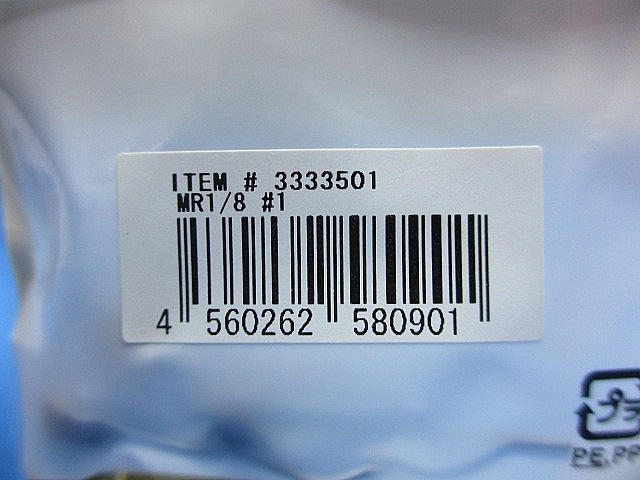 ITEM # 3333501
MR1/8 #1
4 560262 580901
プラ
PE,PP